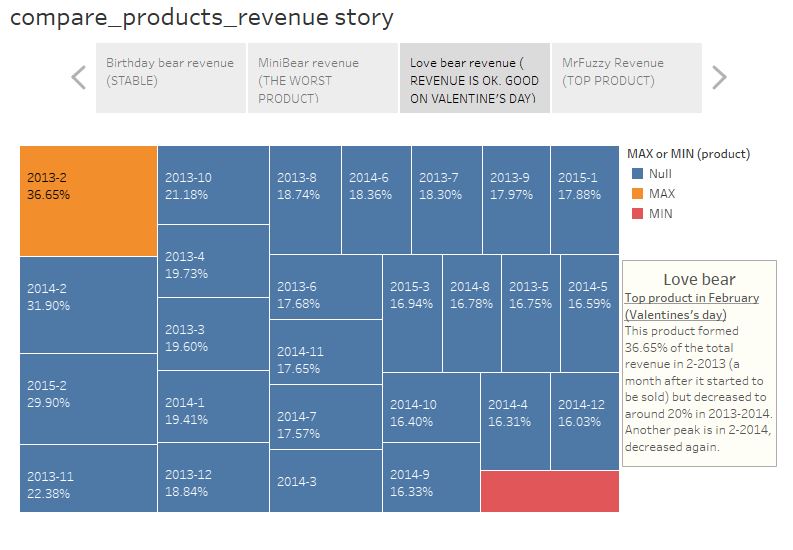 compare_products_revenue story
Birthday bear revenue
(STABLE)
MiniBear revenue
(THE WORST
PRODUCT)
Love bear revenue (
REVENUE IS OK. GOOD
ON VALENTINE'S DAY)
MrFuzzy Revenue
(TOP PRODUCT)
2013-2
36.65%
2014-2
31.90%
2015-2
29.90%
2013-11
22.38%
2013-10
21.18%
2013-4
19.73%
2013-3
19.60%
2014-1
19.41%
2013-12
18.84%
2013-8
18.74%
2014-6
18.36%
2013-7
18.30%
2013-9
17.97%
2015-1
17.88%
2013-6
17.68%
2014-11
17.65%
2014-7
17.57%
2014-3
2015-3
16.94%
2014-8
16.78%
2013-5
16.75%
2014-5
16.59%
2014-10
16.40%
2014-9
16.33%
2014-4
16.31%
2014-12
16.03%
MAX or MIN (product)
Null
MAX
MIN
Love bear
Top product in February
(Valentines's day)
This product formed
36.65% of the total
revenue in 2-2013 (a
month after it started to
be sold) but decreased to
around 20% in 2013-2014.
Another peak is in 2-2014,
decreased again.